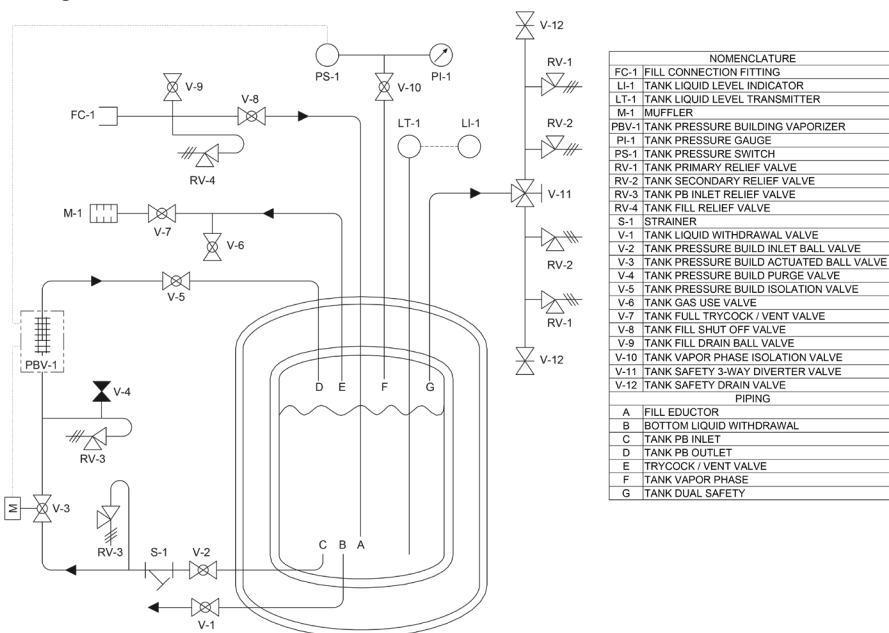 V-12
PS-1
PI-1
RV-1
V-9
V-10
FC-1
V-8
LT-1
LI-1
RV-2
RV-4
M-1
V-7
V-6
V-11
V-5
RV-2
RV-1
PBV-1
V-12
V-4
D E F G
RV-3
M
V-3
RV-3
S-1
V-2
C B A
V-1
NOMENCLATURE
FC-1 FILL CONNECTION FITTING
LI-1 TANK LIQUID LEVEL INDICATOR
LT-1 TANK LIQUID LEVEL TRANSMITTER
M-1 MUFFLER
PBV-1 TANK PRESSURE BUILDING VAPORIZER
PI-1 TANK PRESSURE GAUGE
PS-1 TANK PRESSURE SWITCH
RV-1 TANK PRIMARY RELIEF VALVE
RV-2 TANK SECONDARY RELIEF VALVE
RV-3 TANK PB INLET RELIEF VALVE
RV-4 TANK FILL RELIEF VALVE
S-1 STRAINER
V-1 TANK LIQUID WITHDRAWAL VALVE
V-2 TANK PRESSURE BUILD INLET BALL VALVE
V-3 TANK PRESSURE BUILD ACTUATED BALL VALVE
V-4 TANK PRESSURE BUILD PURGE VALVE
V-5 TANK PRESSURE BUILD ISOLATION VALVE
V-6 TANK GAS USE VALVE
V-7 TANK FULL TRYCOCK / VENT VALVE
V-8 TANK FILL SHUT OFF VALVE
V-9 TANK FILL DRAIN BALL VALVE
V-10 TANK VAPOR PHASE ISOLATION VALVE
V-11 TANK SAFETY 3-WAY DIVERTER VALVE
V-12 TANK SAFETY DRAIN VALVE
PIPING
A FILL EDUCTOR
B BOTTOM LIQUID WITHDRAWAL
C TANK PB INLET
D TANK PB OUTLET
E TRYCOCK / VENT VALVE
F TANK VAPOR PHASE
G TANK DUAL SAFETY